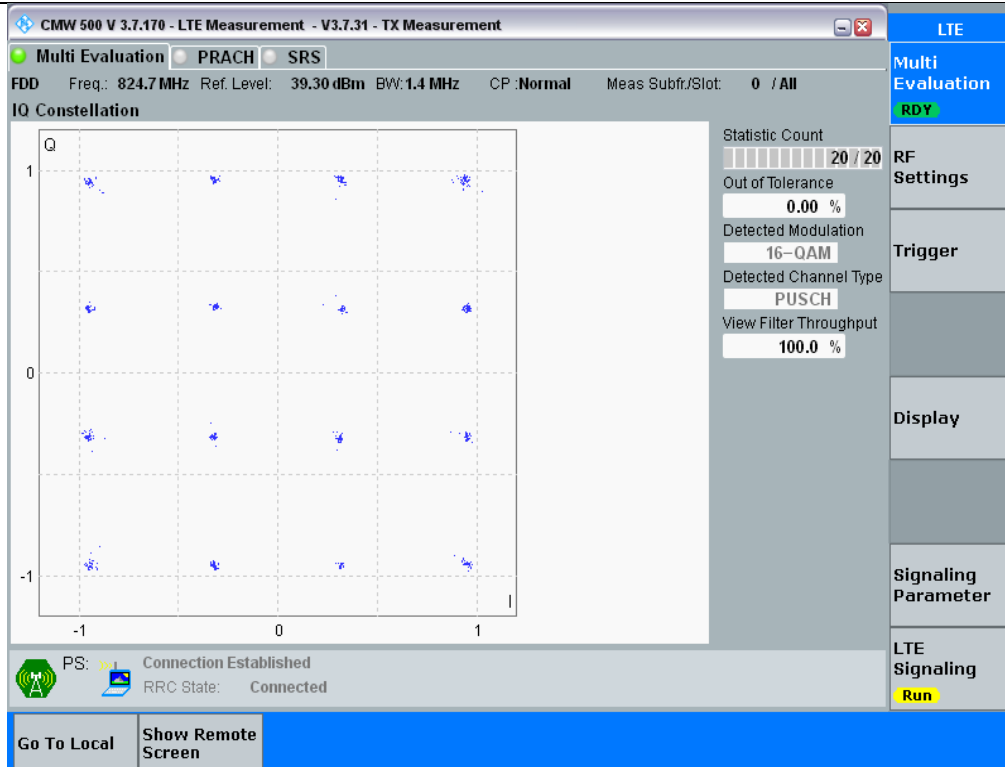 CMW 500 V 3.7.170 - LTE Measurement - V3.7.31 - TX Measurement
LTE
Multi Evaluation PRACH SRS
FDD Freq.: 824.7 MHz Ref. Level: 39.30 dBm BW:1.4 MHz CP :Normal Meas Subfr./Slot: 0 / All
IQ Constellation
Q
1
0
-1
I
-1 0 1
Statistic Count
20 / 20
Out of Tolerance
0.00 %
Detected Modulation
16-QAM
Detected Channel Type
PUSCH
View Filter Throughput
100.0 %
Multi
Evaluation
RDY
RF
Settings
Trigger
Display
Signaling
Parameter
LTE
Signaling
Run
PS: Connection Established
RRC State: Connected
Go To Local
Show Remote
Screen